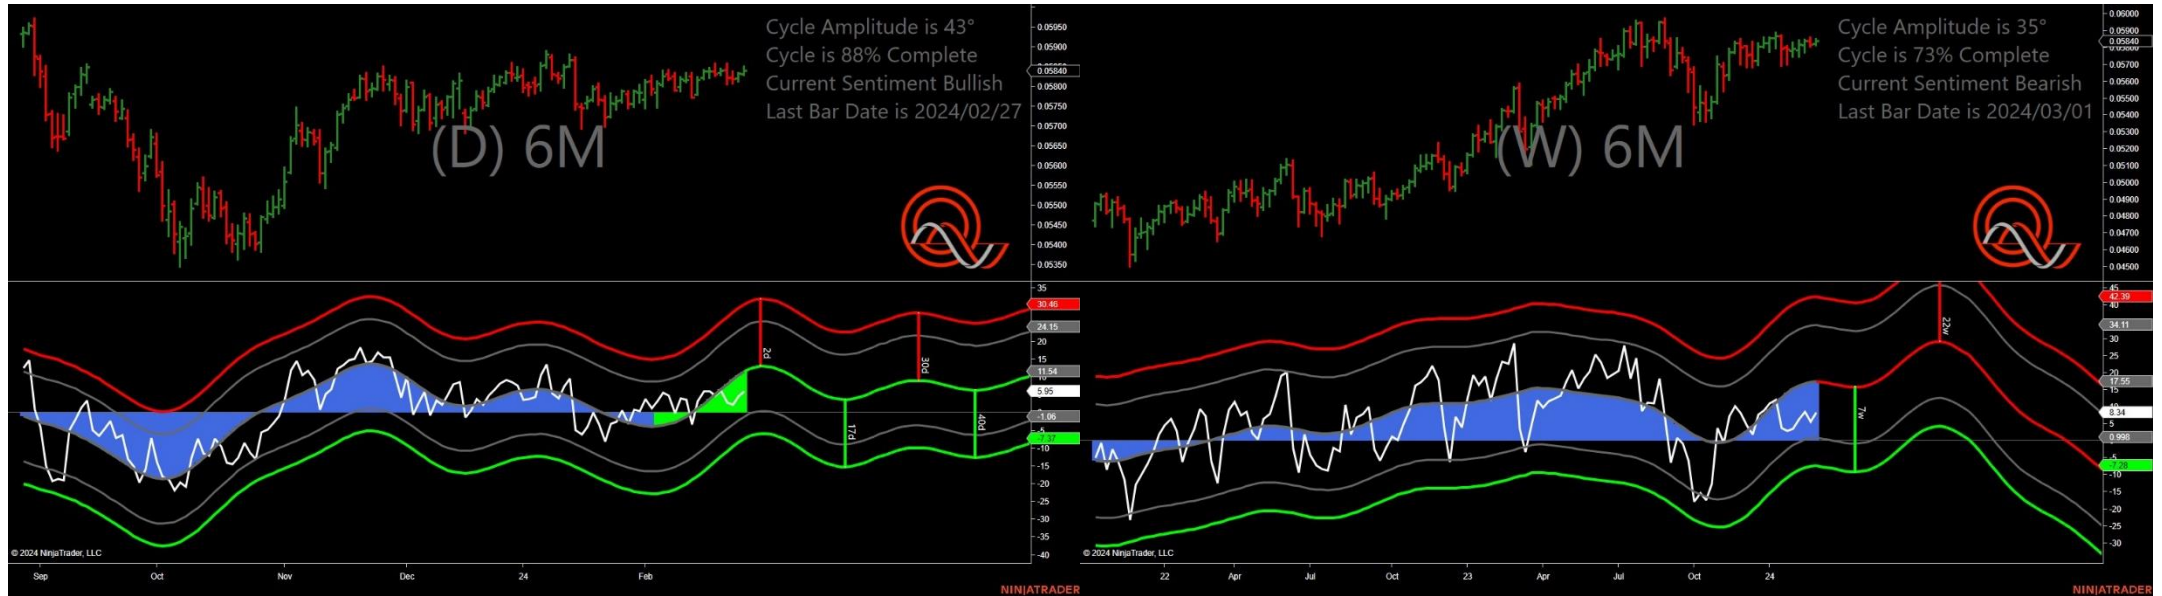 Cycle Amplitude is 43°
Cycle is 88% Complete
Current Sentiment Bullish
Last Bar Date is 2024/02/27
(D) 6M
0.05950
0.05900
0.05840
0.05800
0.05750
0.05700
0.05650
0.05600
0.05550
0.05500
0.05450
0.05400
0.05350
35
30.46
24.15
20
15
11.54
5.95
-1.06
-7.37
-10
-15
-20
-25
-30
-35
-40
2d
17d
30d
40d
© 2024 NinjaTrader, LLC
Sep
Oct
Nov
Dec
24
Feb
NINJATRADER
Cycle Amplitude is 35°
Cycle is 73% Complete
Current Sentiment Bearish
Last Bar Date is 2024/03/01
(W) 6M
0.06000
0.05900
0.05840
0.05700
0.05600
0.05500
0.05400
0.05300
0.05200
0.05100
0.05000
0.04900
0.04800
0.04700
0.04600
0.04500
45
42.39
34.11
30
25
20
17.55
8.34
5
0.998
-7.28
-10
-15
-20
-25
-30
7w
22w
© 2024 NinjaTrader, LLC
22
Apr
Jul
Oct
23
Apr
Jul
Oct
24
NINJATRADER